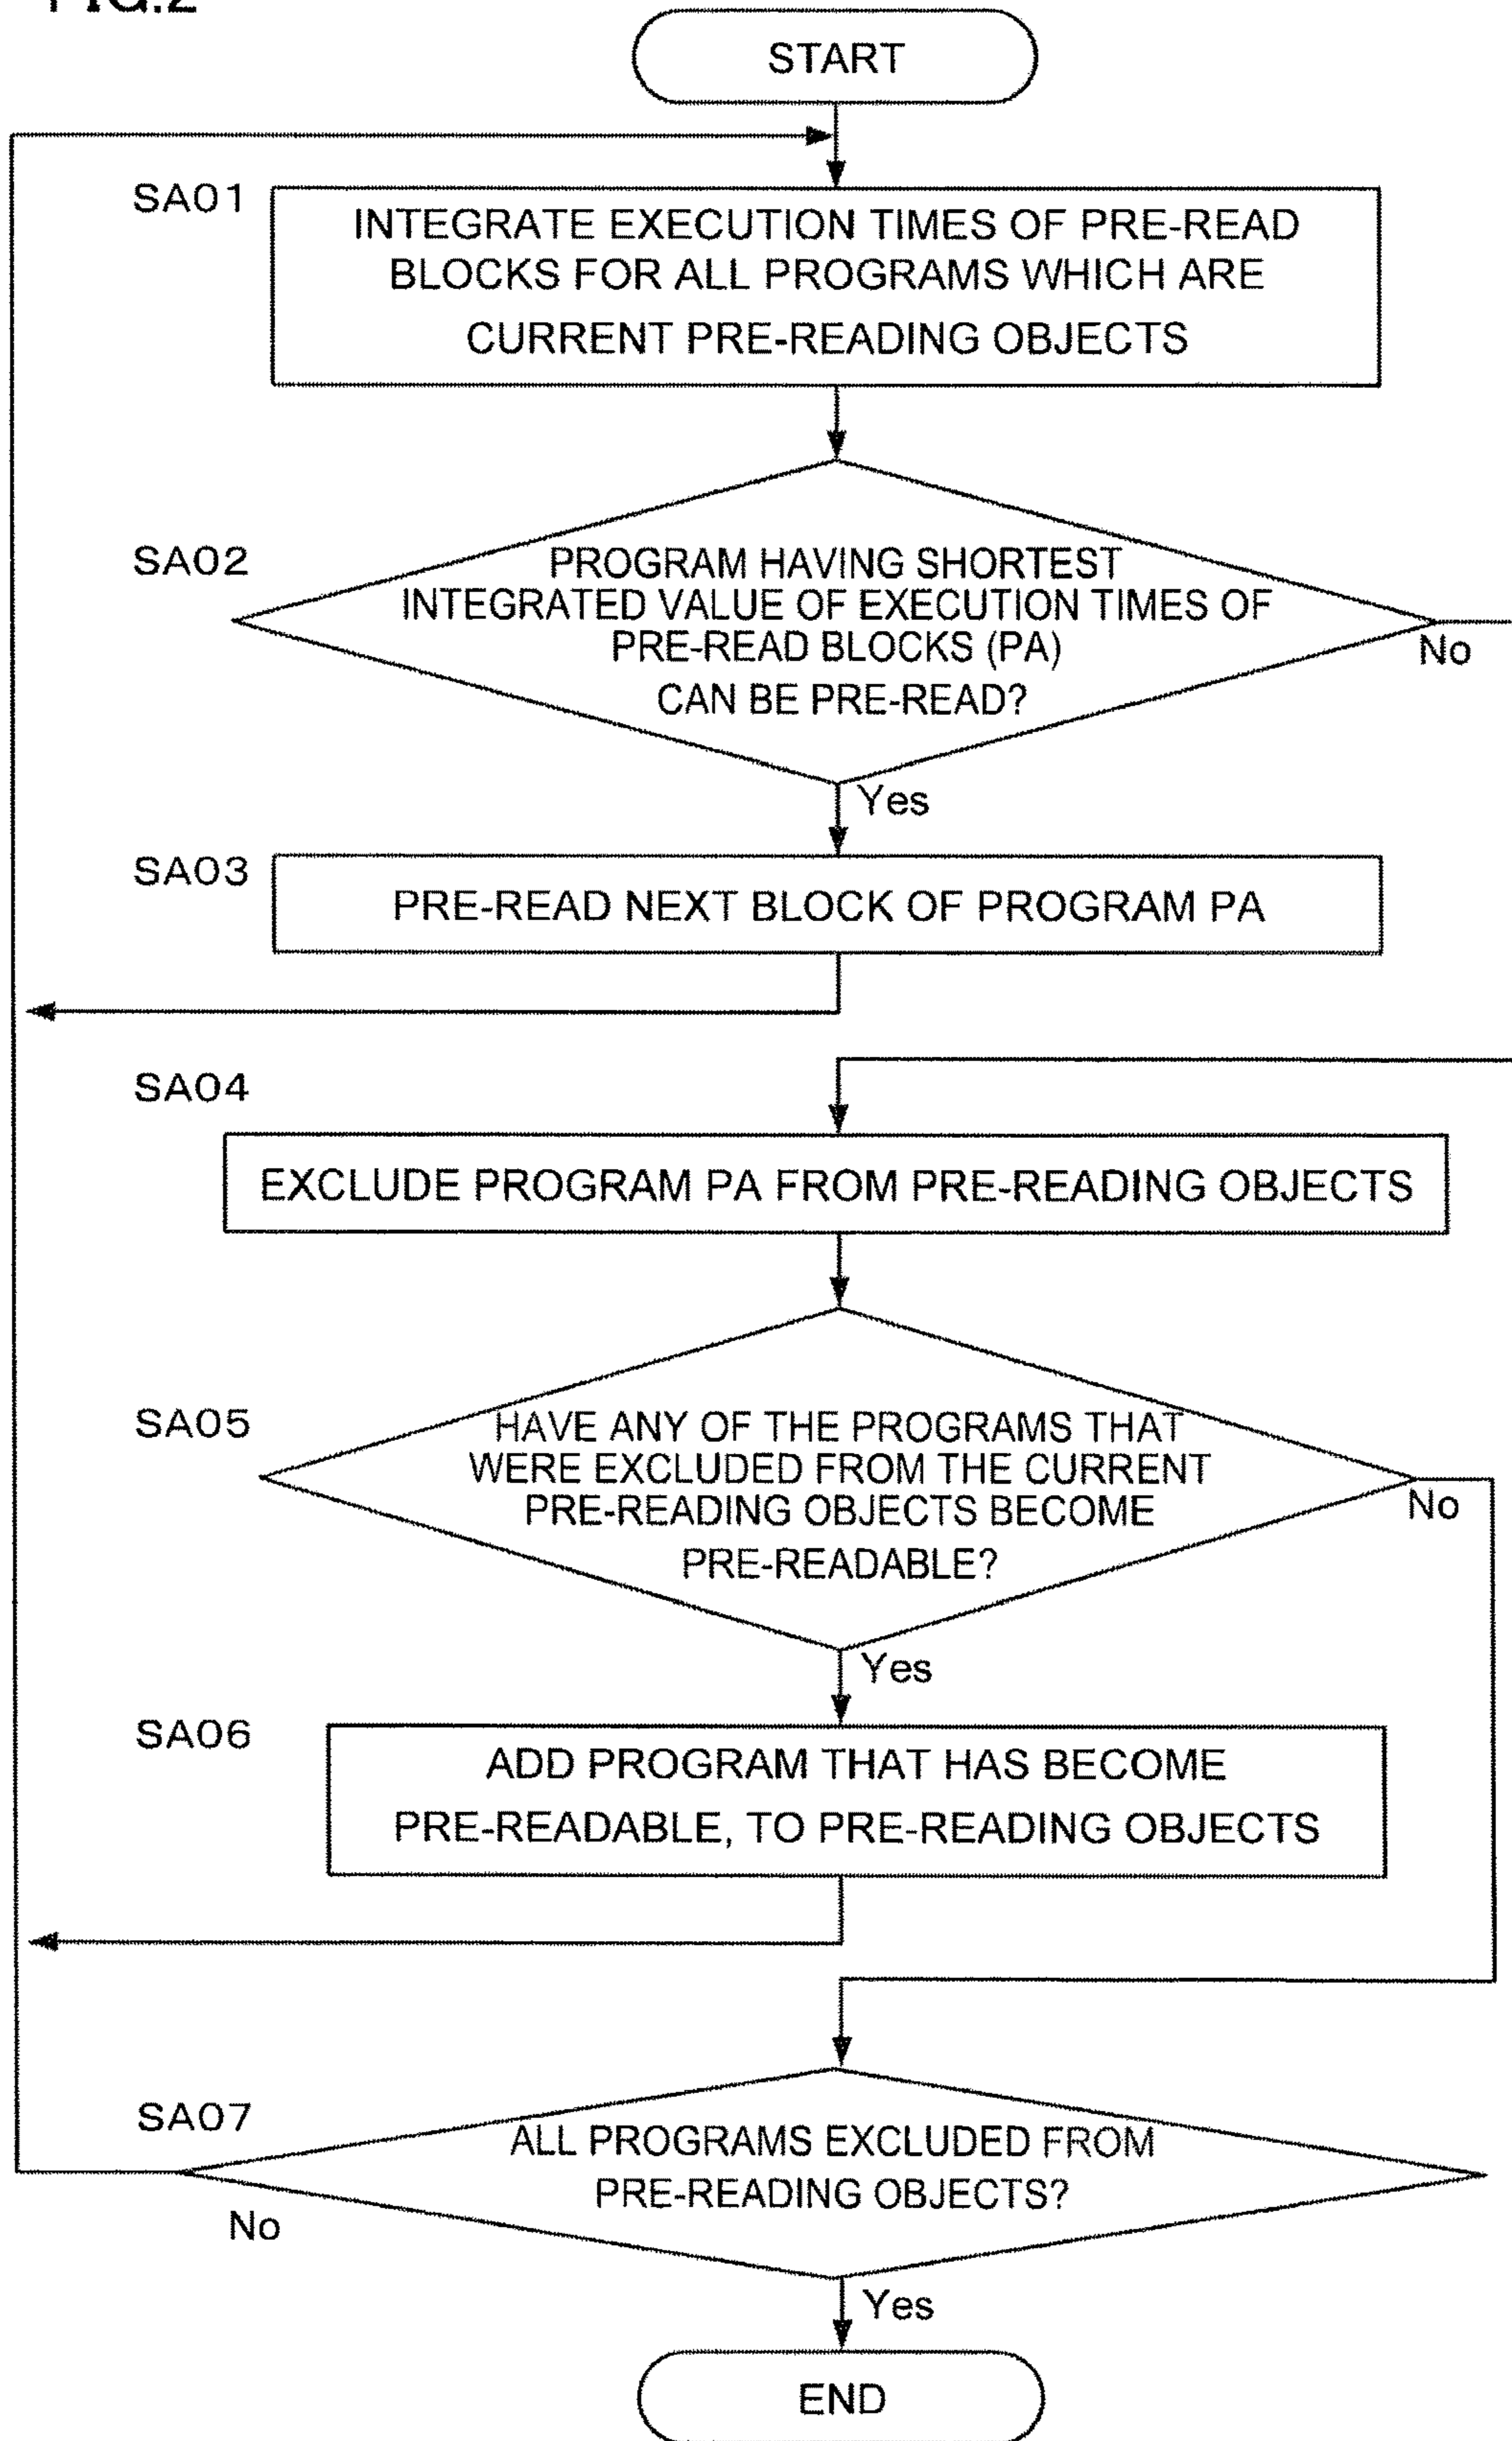 FIG.2
START
SA01
INTEGRATE EXECUTION TIMES OF PRE-READ
BLOCKS FOR ALL PROGRAMS WHICH ARE
CURRENT PRE-READING OBJECTS
SA02
PROGRAM HAVING SHORTEST
INTEGRATED VALUE OF EXECUTION TIMES OF
PRE-READ BLOCKS (PA)
CAN BE PRE-READ?
No
Yes
SA03
PRE-READ NEXT BLOCK OF PROGRAM PA
SA04
EXCLUDE PROGRAM PA FROM PRE-READING OBJECTS
SA05
HAVE ANY OF THE PROGRAMS THAT
WERE EXCLUDED FROM THE CURRENT
PRE-READING OBJECTS BECOME
PRE-READABLE?
No
Yes
SA06
ADD PROGRAM THAT HAS BECOME
PRE-READABLE, TO PRE-READING OBJECTS
SA07
ALL PROGRAMS EXCLUDED FROM
PRE-READING OBJECTS?
No
Yes
END